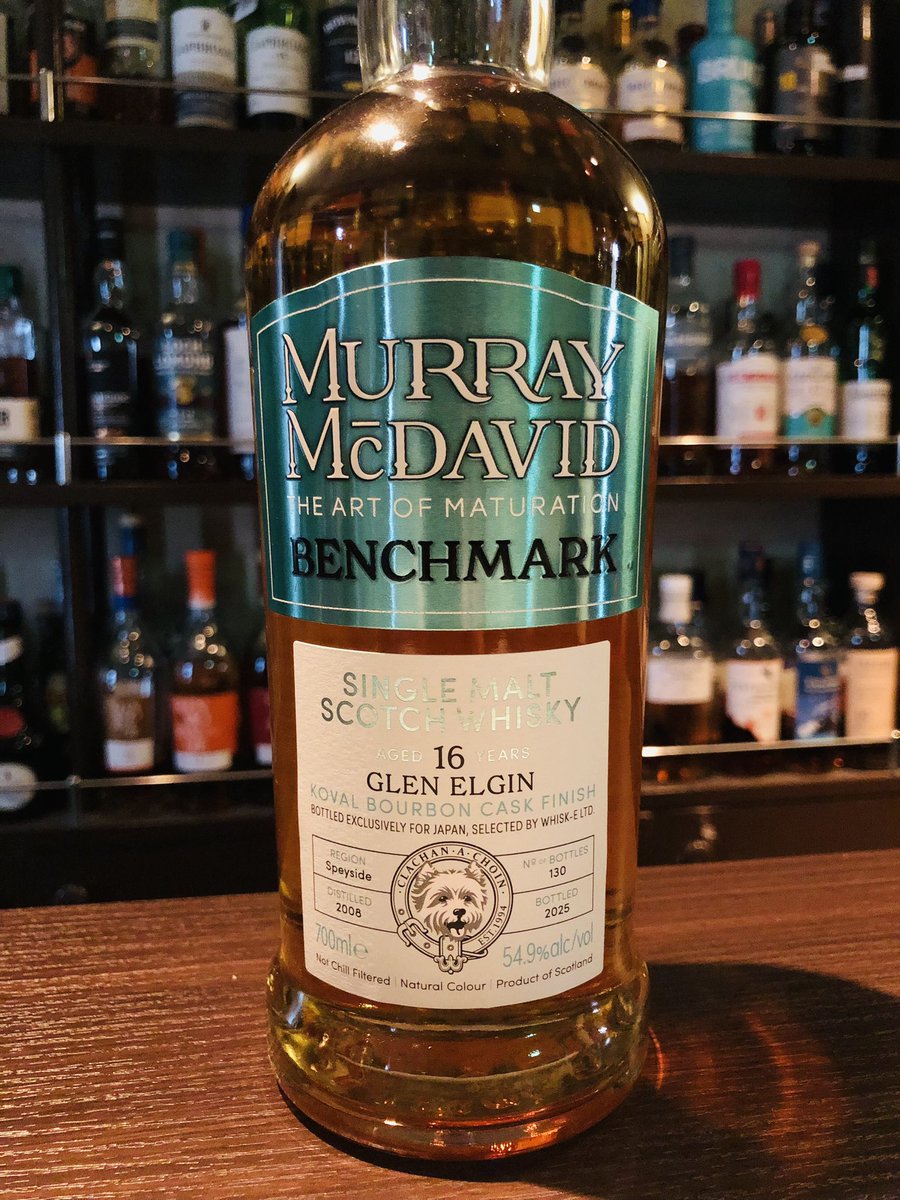 MURRAY
McDAVID
THE ART OF MATURATION
BENCHMARK
SINGLE MALT
SCOTCH WHISKY
AGED 16 YEARS
GLEN ELGIN
KOVAL BOURBON CASK FINISH
BOTTLED EXCLUSIVELY FOR JAPAN, SELECTED BY WHISK-E LTD.
REGION
Speyside
DISTILLED
2008
CLACHAN·A·CHOIN
EST 1994
Nº OF BOTTLES
130
BOTTLED
2025
700ml℮
54.9%alc/vol
Not Chill Filtered | Natural Colour | Product of Scotland